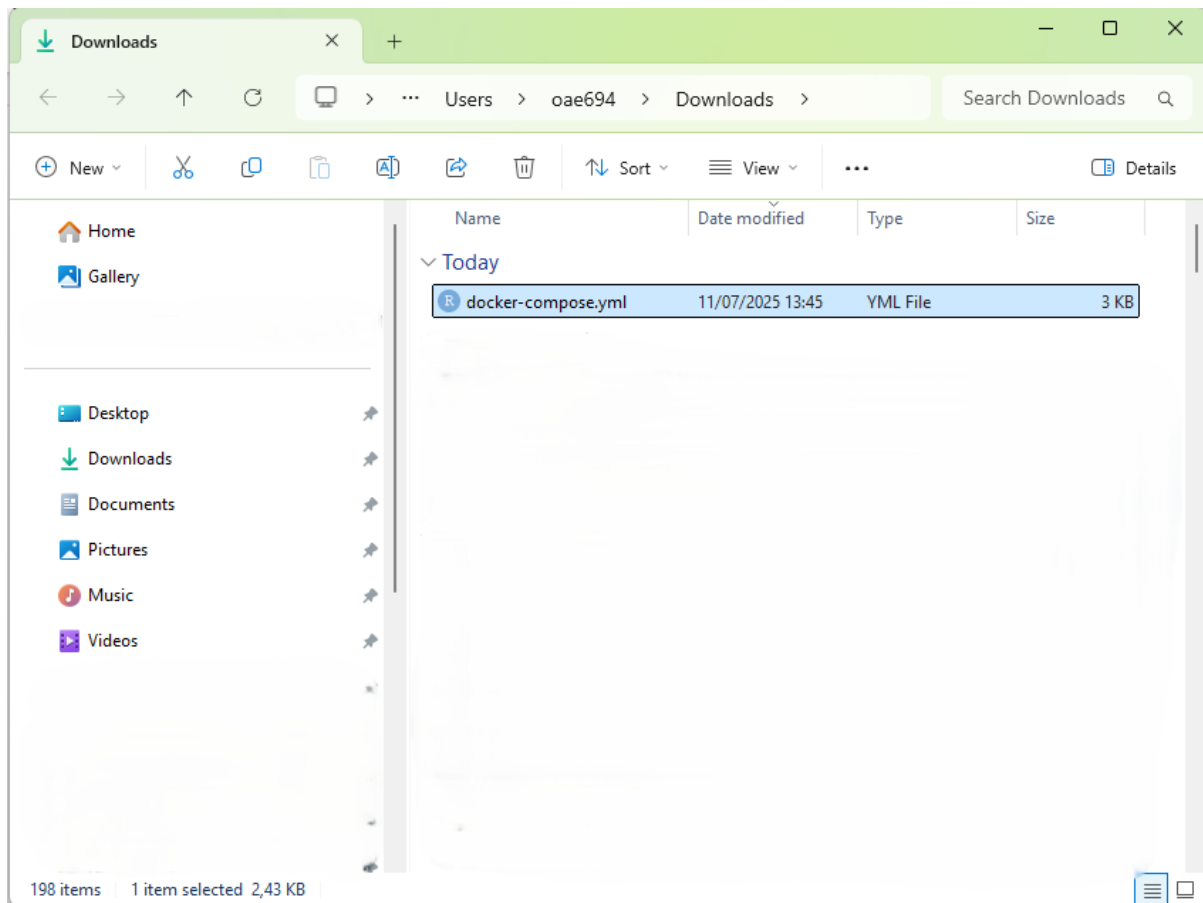 Downloads
Users > oae694 > Downloads >
Search Downloads
New
Sort
View
Details
Home
Gallery
Desktop
Downloads
Documents
Pictures
Music
Videos
Name Date modified Type Size
Today
R docker-compose.yml 11/07/2025 13:45 YML File 3 KB
198 items 1 item selected 2,43 KB